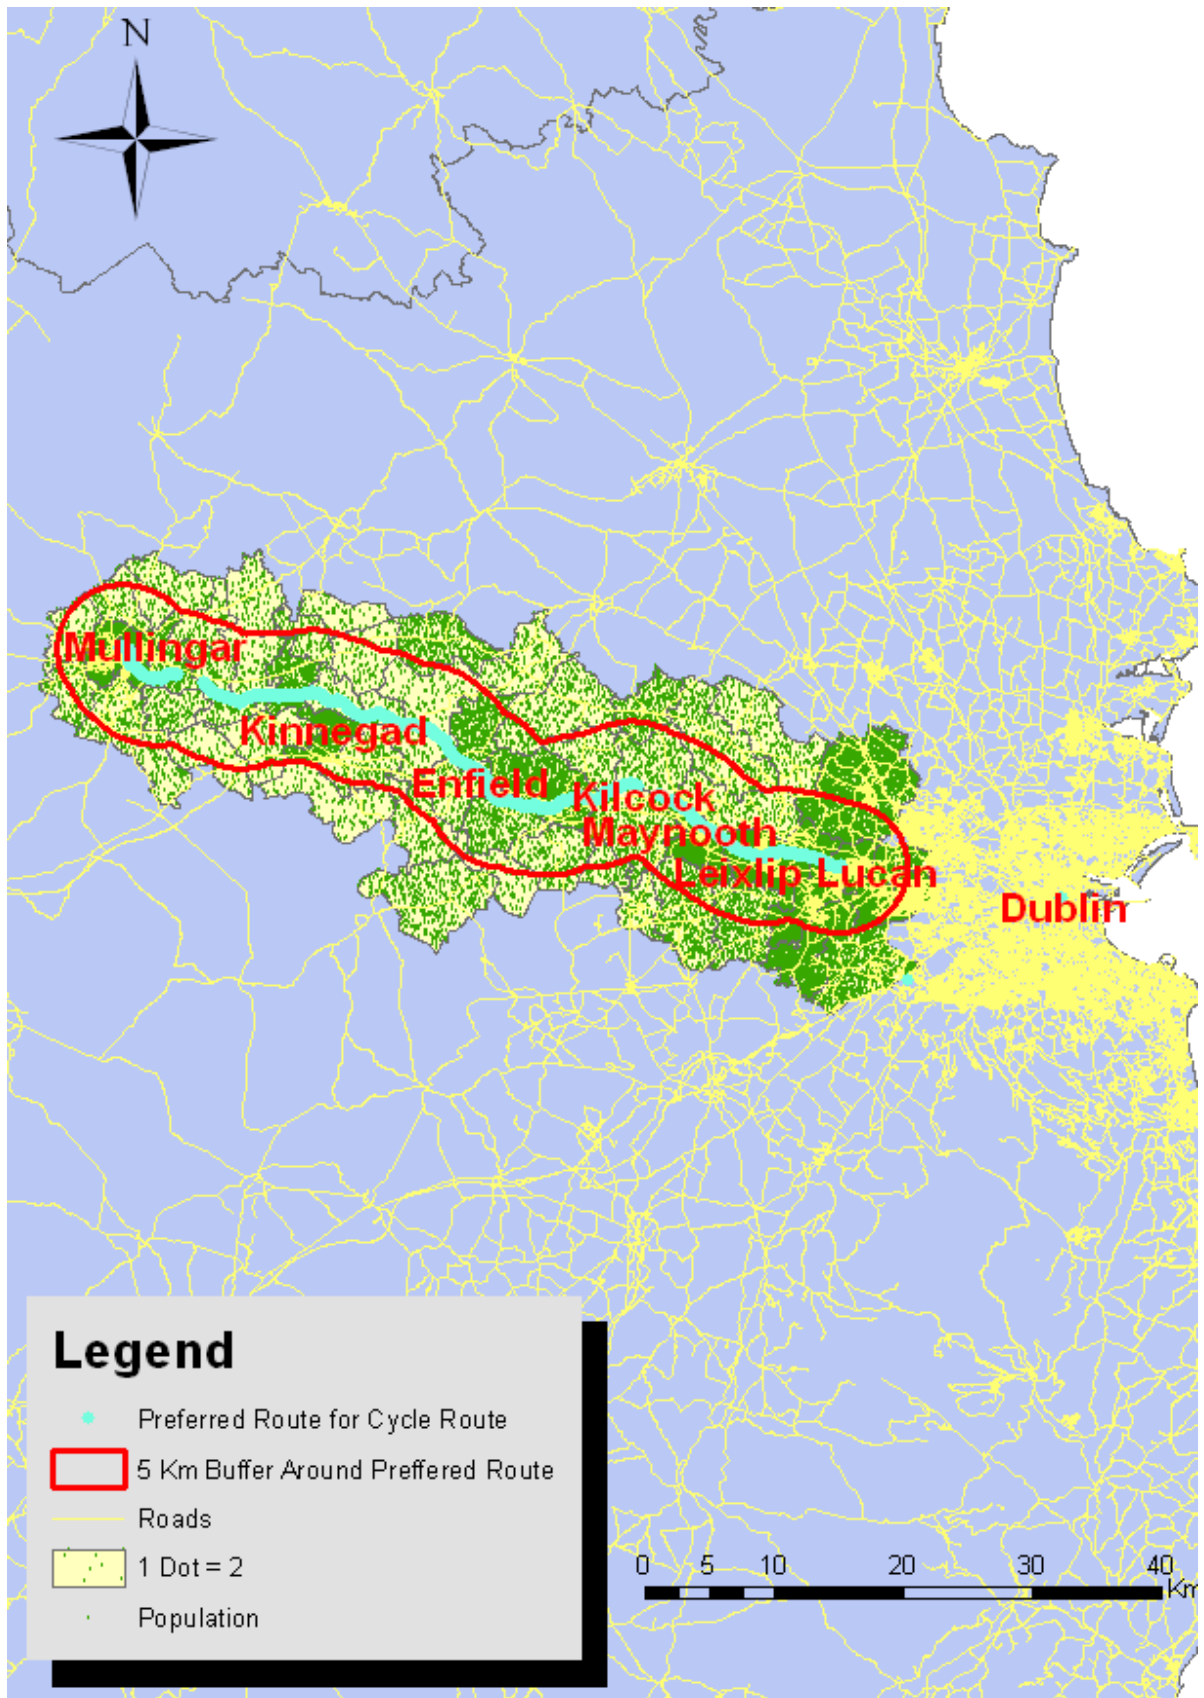 N
Mullingar
Kinnegad
Enfield
Kilcock
Maynooth
Leixlip Lucan
Dublin
Legend
Preferred Route for Cycle Route
5 Km Buffer Around Preffered Route
Roads
1 Dot = 2
Population
0 5 10 20 30 40
Km